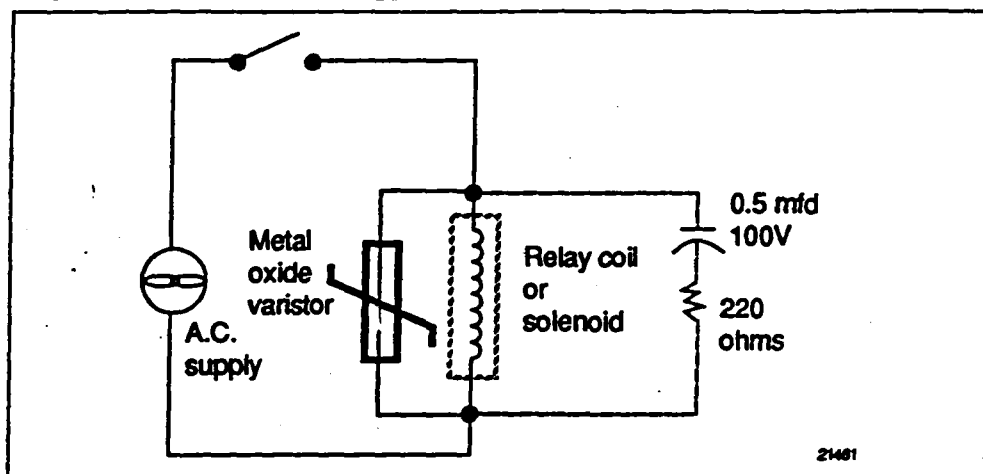 0.5 mfd
100V
Metal
oxide
varistor
Relay coil
or
solenoid
220
ohms
A.C.
supply
21461